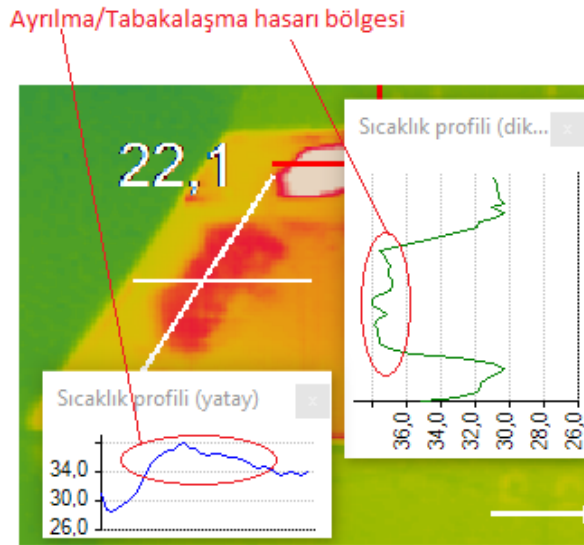 Ayrılma/Tabakalaşma hasarı bölgesi
22,1
Sıcaklık profili (dik...
x
36,0
34,0
32,0
30,0
28,0
26,0
Sıcaklık profili (yatay)
x
34,0
30,0
26,0